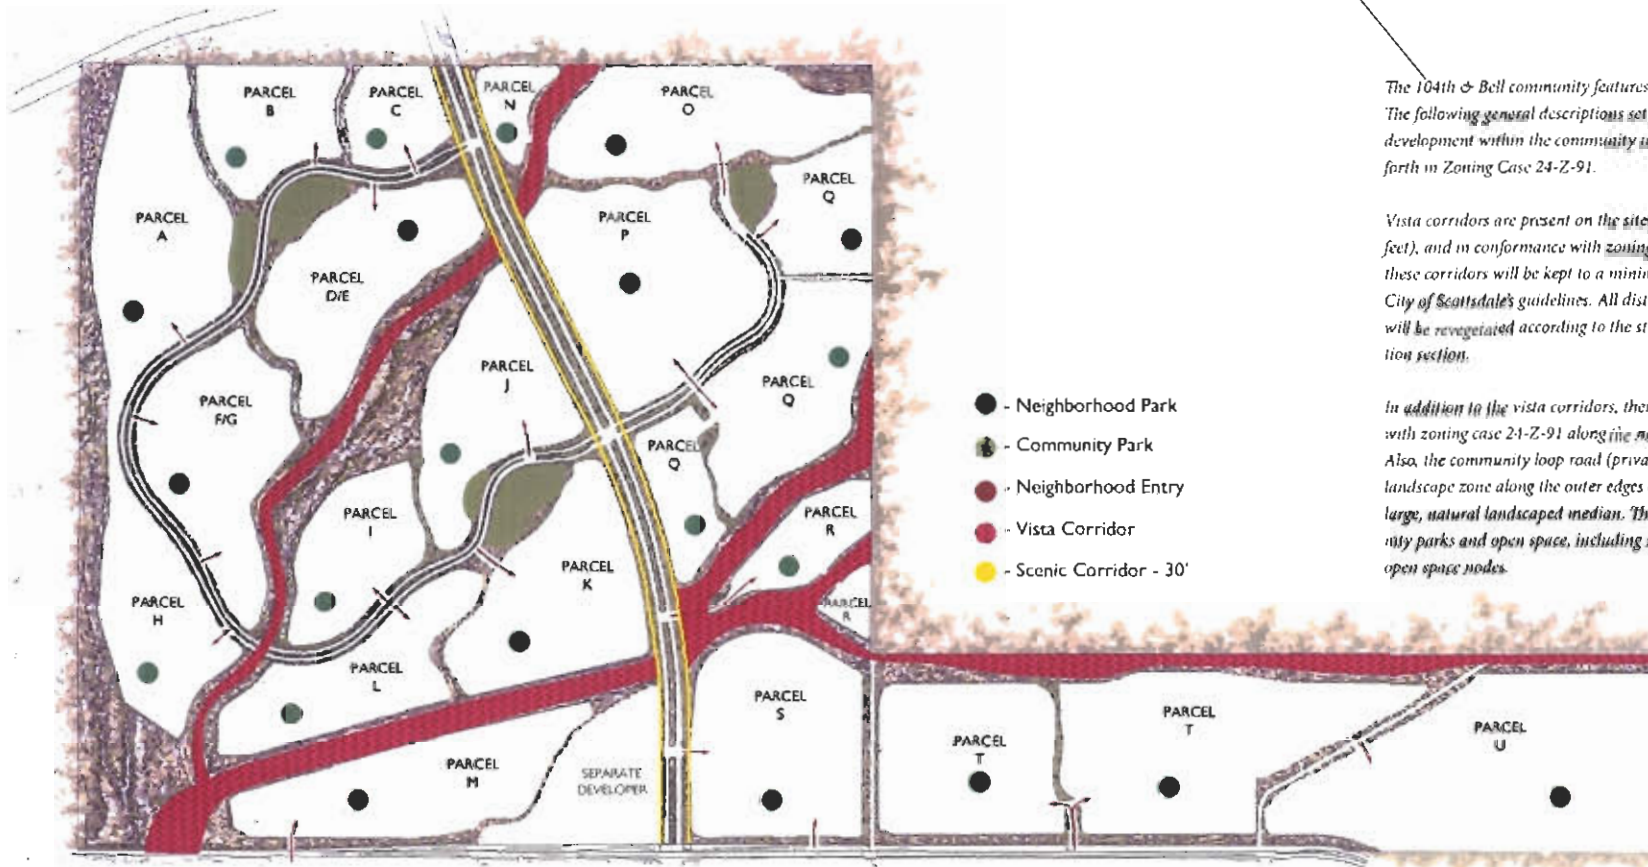 PARCEL
B
PARCEL
C
PARCEL
N
PARCEL
O
PARCEL
A
PARCEL
D/E
PARCEL
P
PARCEL
Q
PARCEL
F/G
PARCEL
J
PARCEL
Q
PARCEL
Q
PARCEL
I
PARCEL
R
PARCEL
K
PARCEL
H
PARCEL
R
PARCEL
L
PARCEL
S
PARCEL
M
SEPARATE
DEVELOPER
PARCEL
T
PARCEL
T
PARCEL
U
- Neighborhood Park
- Community Park
- Neighborhood Entry
- Vista Corridor
- Scenic Corridor - 30'
The 104th & Bell community features
The following general descriptions set
development within the community
forth in Zoning Case 24-Z-91.
Vista corridors are present on the site
feet), and in conformance with zoning
these corridors will be kept to a
City of Scottsdale's guidelines. All
will be revegetated according to the
tion section.
In addition to the vista corridors,
with zoning case 24-Z-91 along the
Also, the community loop road
landscape zone along the outer edges
large, natural landscaped median.
ity parks and open space, including
open space nodes.